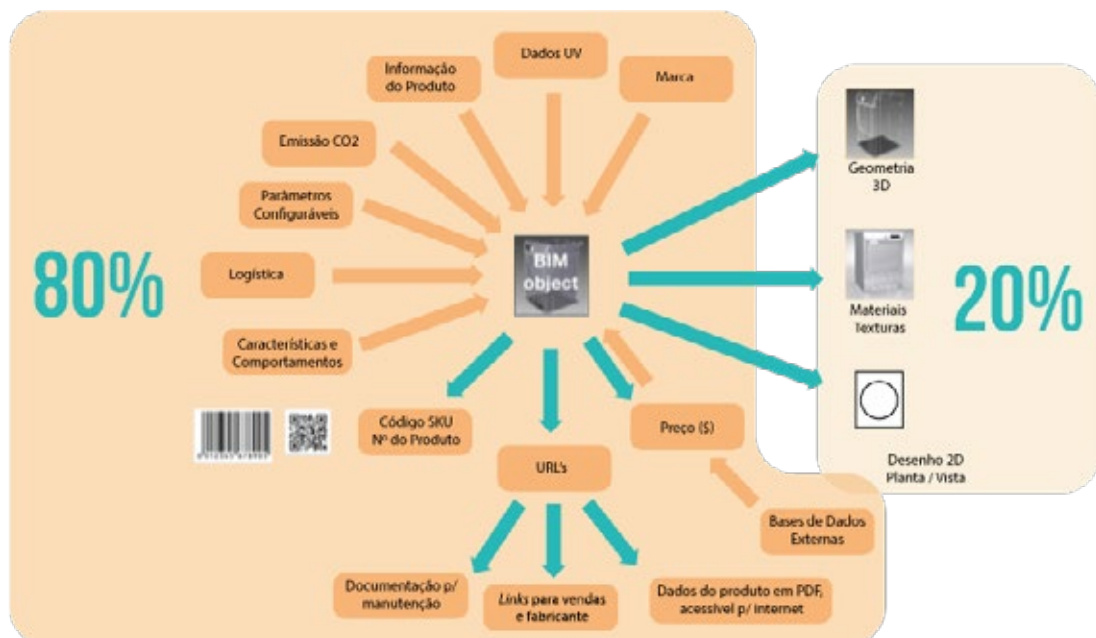 Dados UV
Informação
do Produto
Marca
Emissão CO2
Parâmetros
Configuráveis
Logística
Características e
Comportamentos
80%
BIM
object
Geometria
3D
Materiais
Texturas
20%
Desenho 2D
Planta / Vista
Código SKU
Nº do Produto
URL's
Preço ($)
Bases de Dados
Externas
Documentação p/
manutenção
Links para vendas
e fabricante
Dados do produto em PDF,
acessível p/ internet